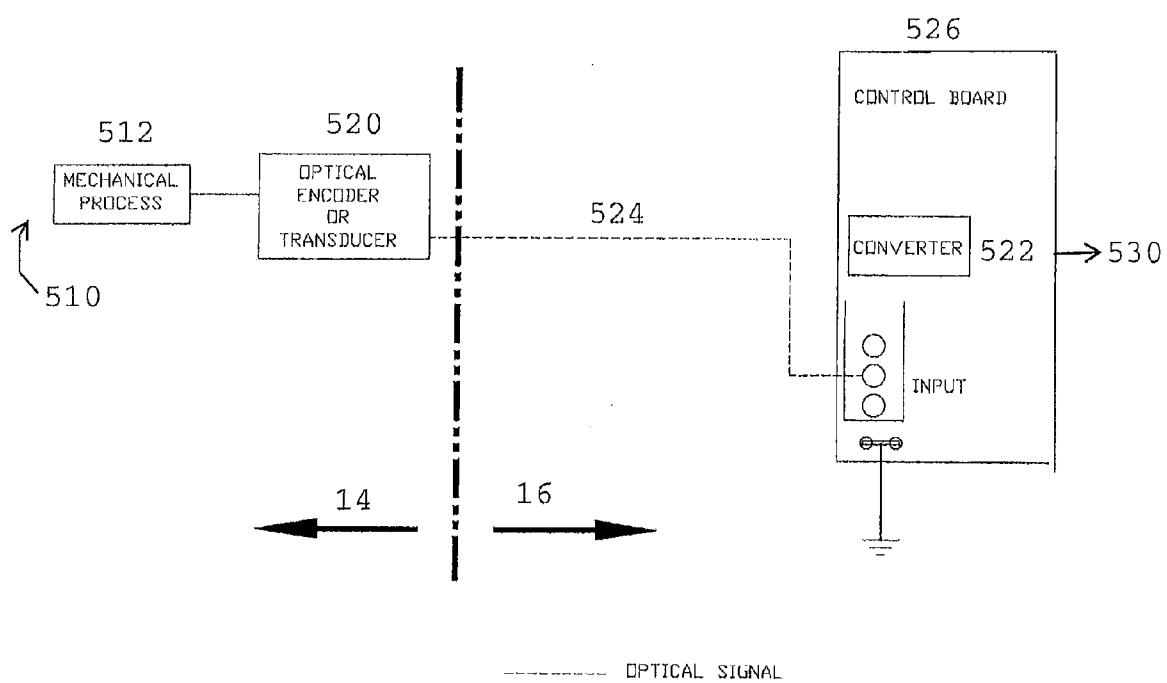 526
CONTROL BOARD
512
520
MECHANICAL
PROCESS
OPTICAL
ENCODER
OR
TRANSDUCER
524
CONVERTER
522
530
510
INPUT
14
16
OPTICAL SIGNAL